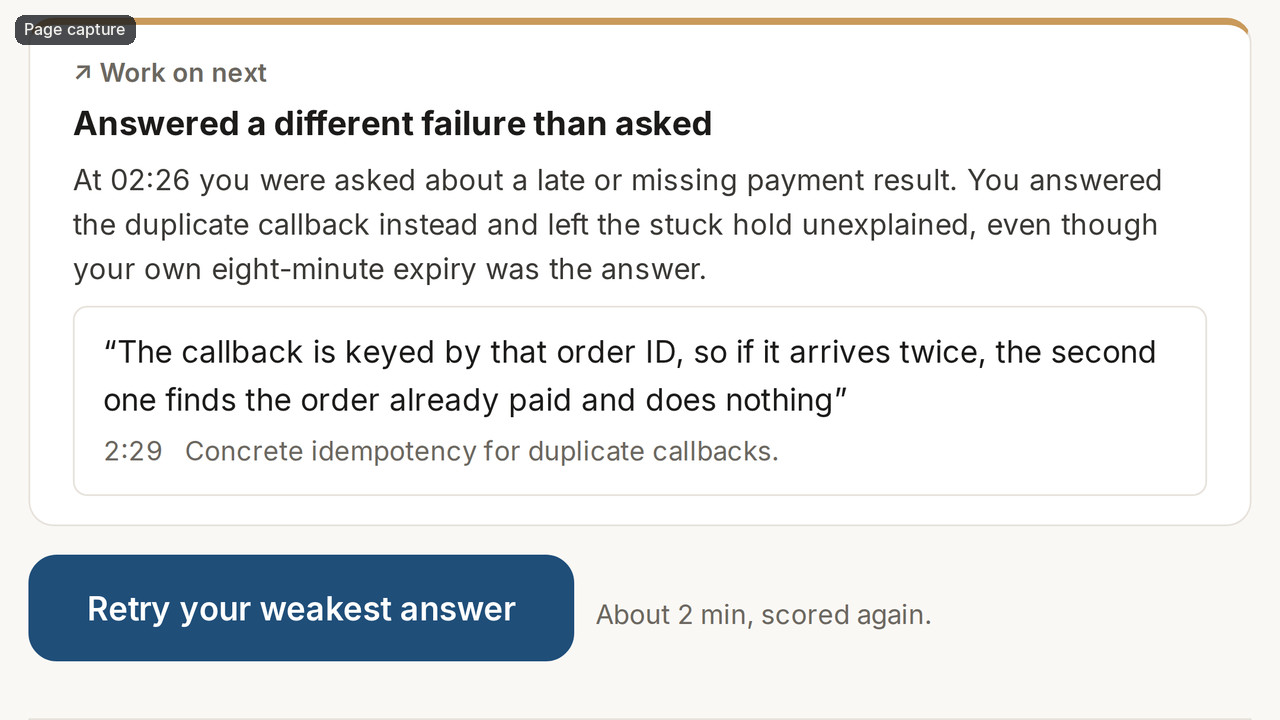 Page capture
Work on next
Answered a different failure than asked
At 02:26 you were asked about a late or missing payment result. You answered
the duplicate callback instead and left the stuck hold unexplained, even though
your own eight-minute expiry was the answer.
“The callback is keyed by that order ID, so if it arrives twice, the second
one finds the order already paid and does nothing”
2:29 Concrete idempotency for duplicate callbacks.
Retry your weakest answer
About 2 min, scored again.